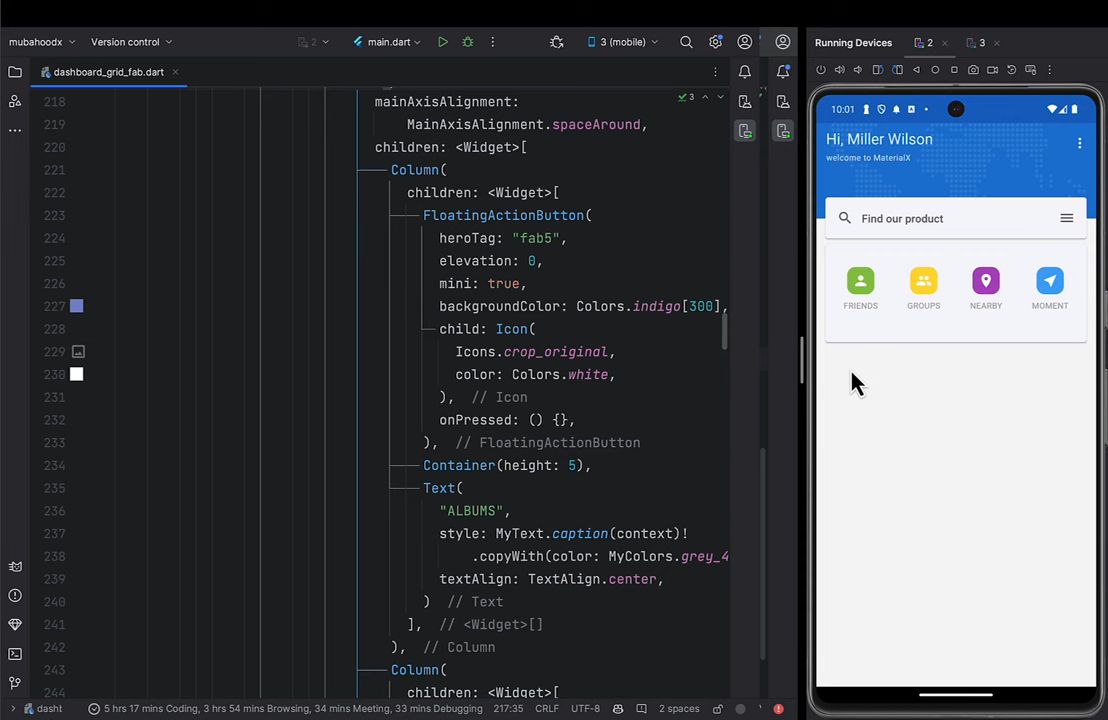 mubahoodx
Version control
2
main.dart
3 (mobile)
Running Devices
2
3
dashboard_grid_fab.dart
3
218 mainAxisAlignment:
219 MainAxisAlignment.spaceAround,
220 children: <Widget>[
221 Column(
222 children: <Widget>[
223 FloatingActionButton(
224 heroTag: "fab5",
225 elevation: 0,
226 mini: true,
227 backgroundColor: Colors.indigo[300],
228 child: Icon(
229 Icons.crop_original,
230 color: Colors.white,
231 ), // Icon
232 onPressed: () {},
233 ), // FloatingActionButton
234 Container(height: 5),
235 Text(
236 "ALBUMS",
237 style: MyText.caption(context)!
238 .copyWith(color: MyColors.grey_4
239 textAlign: TextAlign.center,
240 ) // Text
241 ], // <Widget>[]
242 ), // Column
243 Column(
244 children: <Widget>[
dasht
5 hrs 17 mins Coding, 3 hrs 54 mins Browsing, 34 mins Meeting, 33 mins Debugging
217:35
CRLF
UTF-8
2 spaces
10:01
Hi, Miller Wilson
welcome to MaterialX
Find our product
FRIENDS
GROUPS
NEARBY
MOMENT